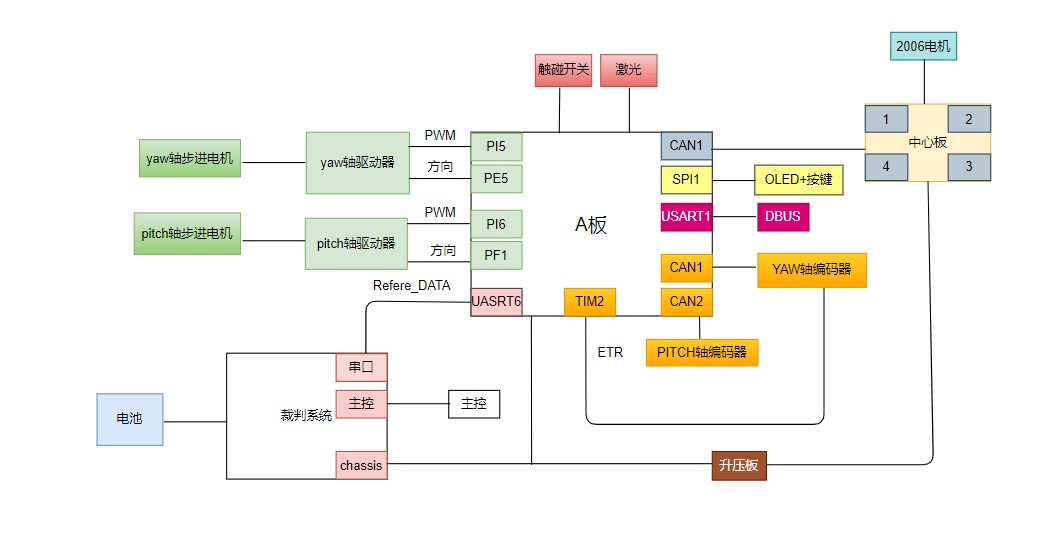 2006电机
触碰开关
激光
1
2
中心板
4
3
yaw轴步进电机
yaw轴驱动器
PWM
方向
PI5
PE5
CAN1
SPI1
OLED+按键
USART1
DBUS
A板
pitch轴步进电机
pitch轴驱动器
PWM
方向
PI6
PF1
CAN1
YAW轴编码器
Refere_DATA
UASRT6
TIM2
CAN2
ETR
PITCH轴编码器
串口
电池
裁判系统
主控
主控
chassis
升压板